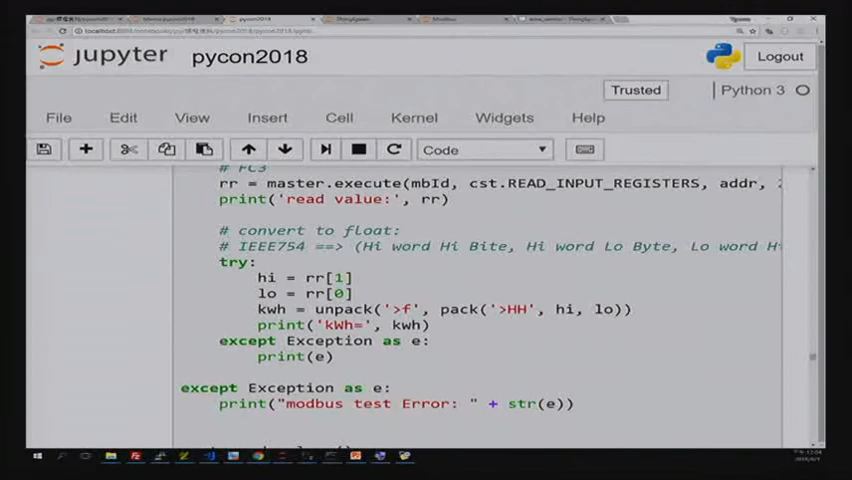 localhost:8888
jupyter pycon2018
Logout
Trusted
Python 3
File Edit View Insert Cell Kernel Widgets Help
Code
# FC3
rr = master.execute(mbId, cst.READ_INPUT_REGISTERS, addr,
print('read value:', rr)
# convert to float:
# IEEE754 ==> (Hi word Hi Bite, Hi word Lo Byte, Lo word H
try:
hi = rr[1]
lo = rr[0]
kwh = unpack('>f', pack('>HH', hi, lo))
print('kWh=', kwh)
except Exception as e:
print(e)
except Exception as e:
print("modbus test Error: " + str(e))